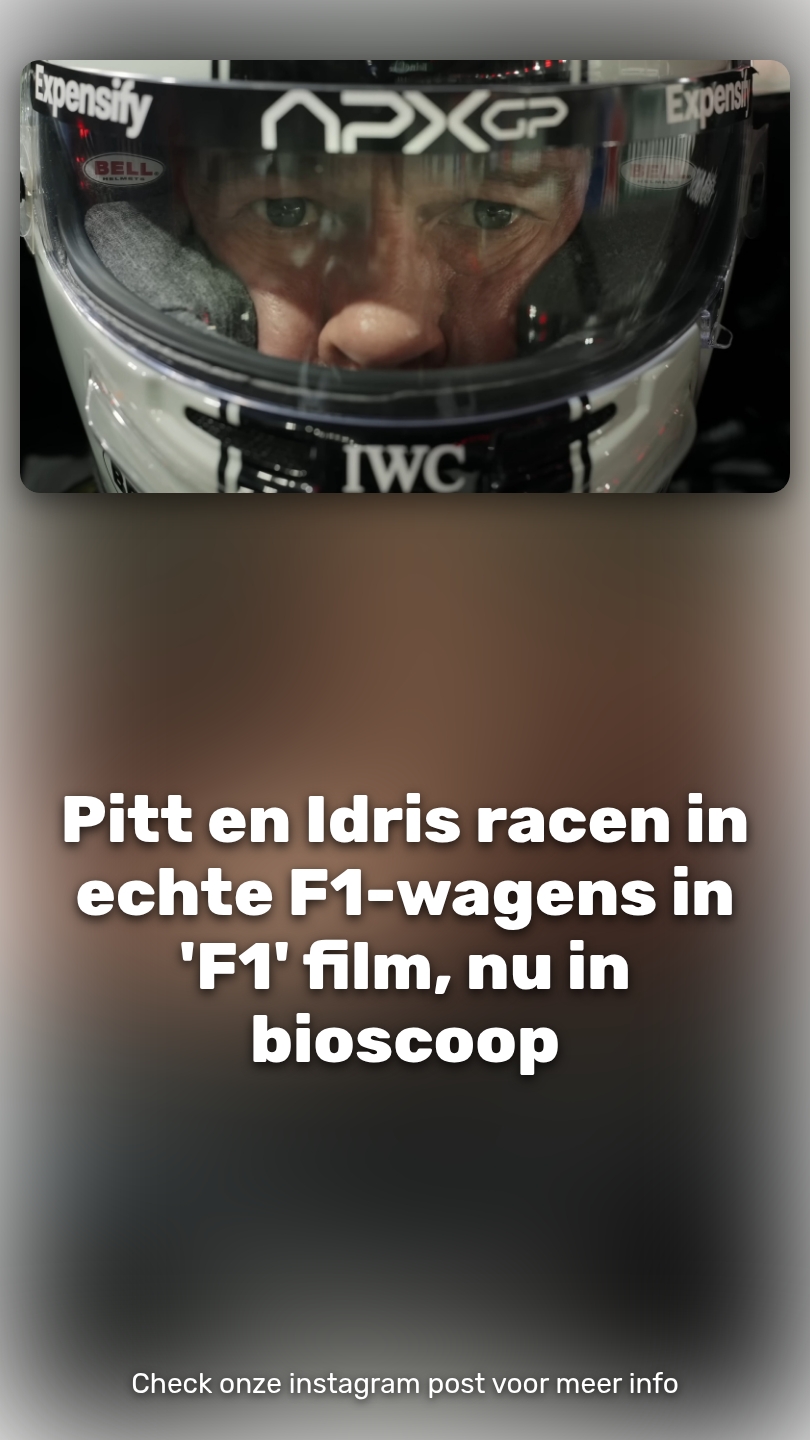 Expensify
APXGP
Expensify
BELL
HELMETS
BELL
IWC
Pitt en Idris racen in
echte F1-wagens in
'F1' film, nu in
bioscoop
Check onze instagram post voor meer info